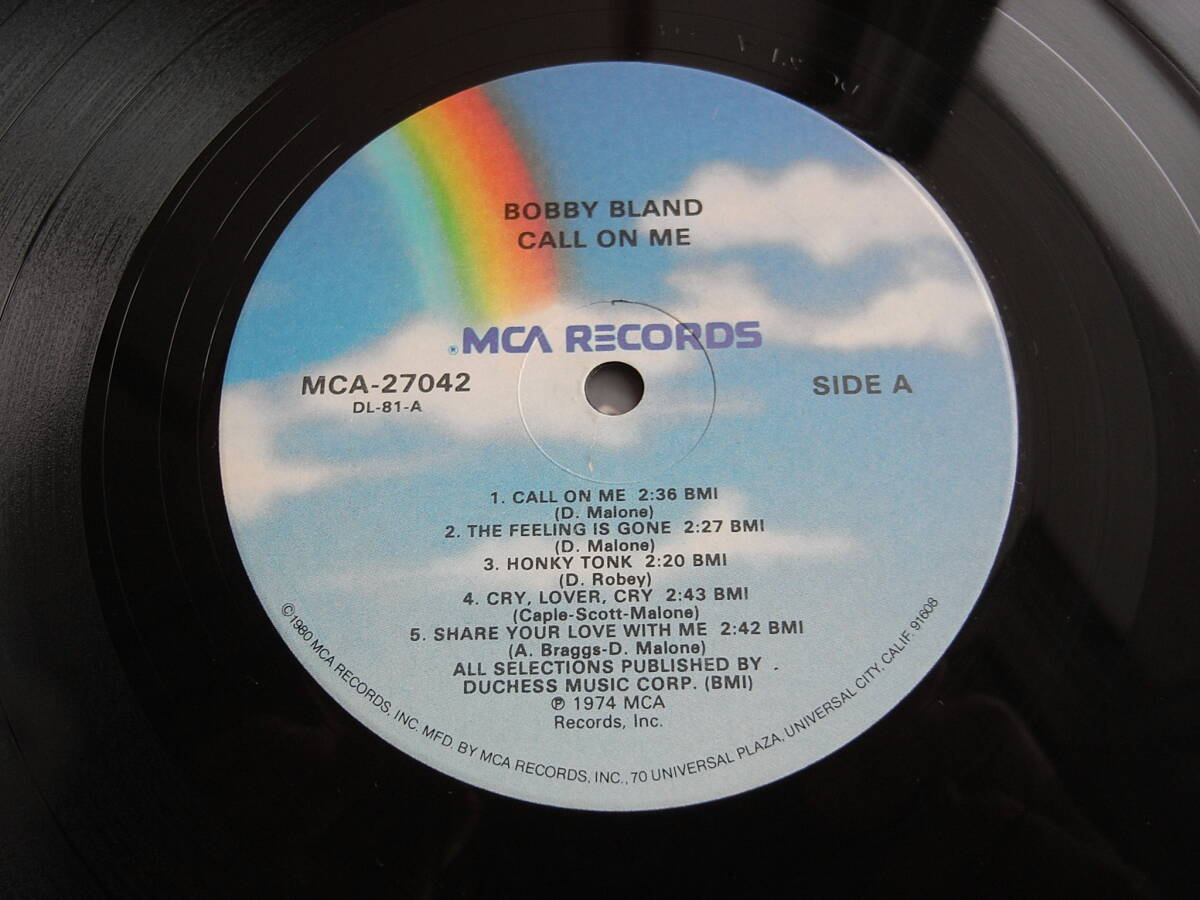 BOBBY BLAND
CALL ON ME
®MCA RECORDS
MCA-27042
DL-81-A
SIDE A
1. CALL ON ME 2:36 BMI
(D. Malone)
2. THE FEELING IS GONE 2:27 BMI
(D. Malone)
3. HONKY TONK 2:20 BMI
(D. Robey)
4. CRY, LOVER, CRY 2:43 BMI
(Caple-Scott-Malone)
5. SHARE YOUR LOVE WITH ME 2:42 BMI
(A. Braggs-D. Malone)
ALL SELECTIONS PUBLISHED BY
DUCHESS MUSIC CORP. (BMI)
℗ 1974 MCA
Records, Inc.
©1980 MCA RECORDS, INC. MFD. BY MCA RECORDS, INC., 70 UNIVERSAL PLAZA, UNIVERSAL CITY, CALIF. 91608